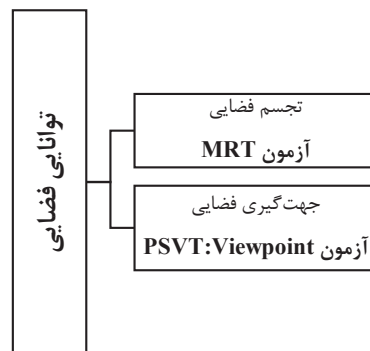 توانایی فضایی
تجسم فضایی
آزمون MRT
جهت‌گیری فضایی
آزمون PSVT:Viewpoint